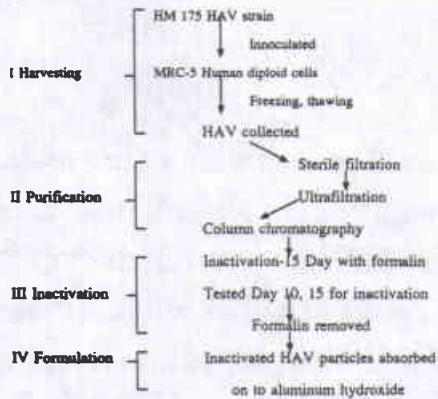 HM 175 HAV strain
Innoculated
I Harvesting
MRC-5 Human diploid cells
Freezing, thawing
HAV collected
Sterile filtration
II Purification
Ultrafiltration
Column chromatography
Inactivation-15 Day with formalin
III Inactivation
Tested Day 10, 15 for inactivation
Formalin removed
IV Formulation
Inactivated HAV particles absorbed
on to aluminum hydroxide